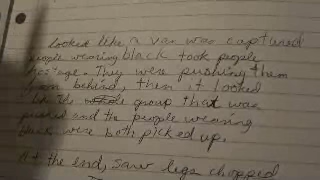 Looked like a van was captured
people wearing black took people
hostage. They were pushing them
from behind, then it looked
like the whole group that was
pushed and the people wearing
black were both picked up.
At the end, saw legs chopped